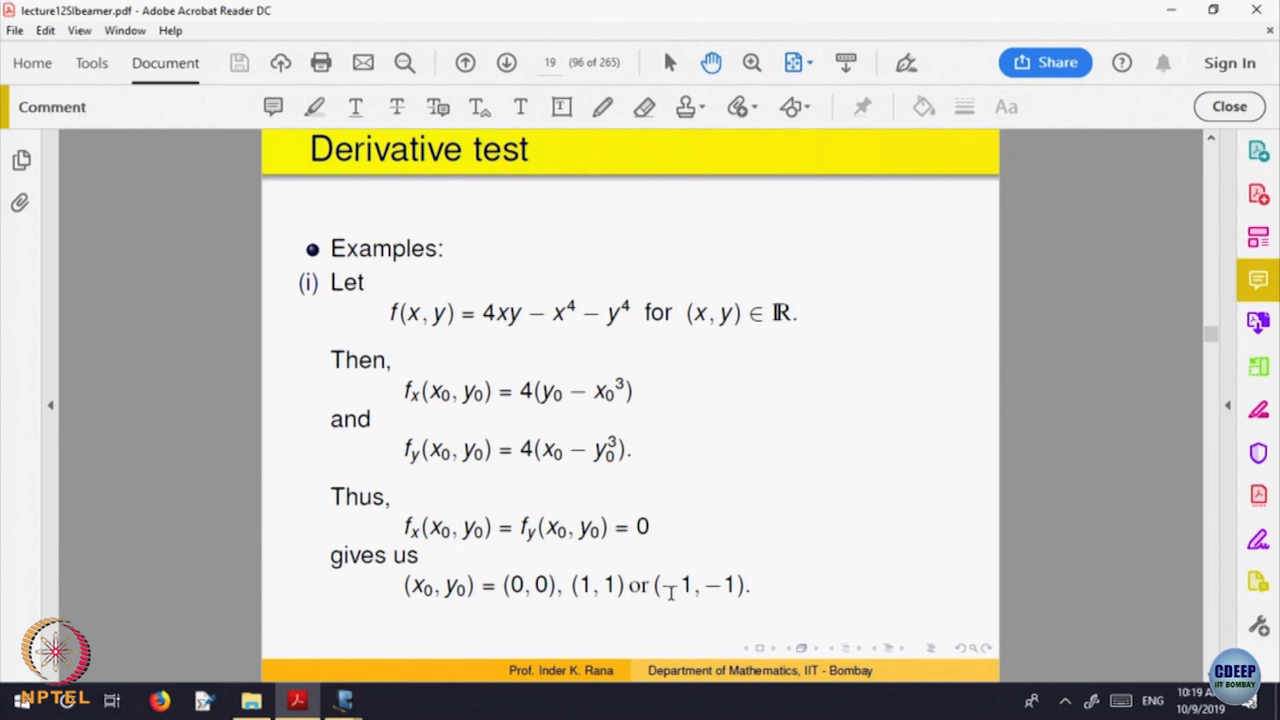 lecture12Slbeamer.pdf - Adobe Acrobat Reader DC
File Edit View Window Help
Home Tools Document 19 (96 of 265) Share Sign In
Comment Aa Close
Derivative test
Examples:
(i) Let
f(x, y) = 4xy − x⁴ − y⁴ for (x, y) ∈ ℝ.
Then,
fₓ(x₀, y₀) = 4(y₀ − x₀³)
and
f_y(x₀, y₀) = 4(x₀ − y₀³).
Thus,
fₓ(x₀, y₀) = f_y(x₀, y₀) = 0
gives us
(x₀, y₀) = (0, 0), (1, 1) or (−1, −1).
Prof. Inder K. Rana Department of Mathematics, IIT - Bombay
NPTEL
CDEEP
IIT BOMBAY
ENG
10:19
10/9/2019